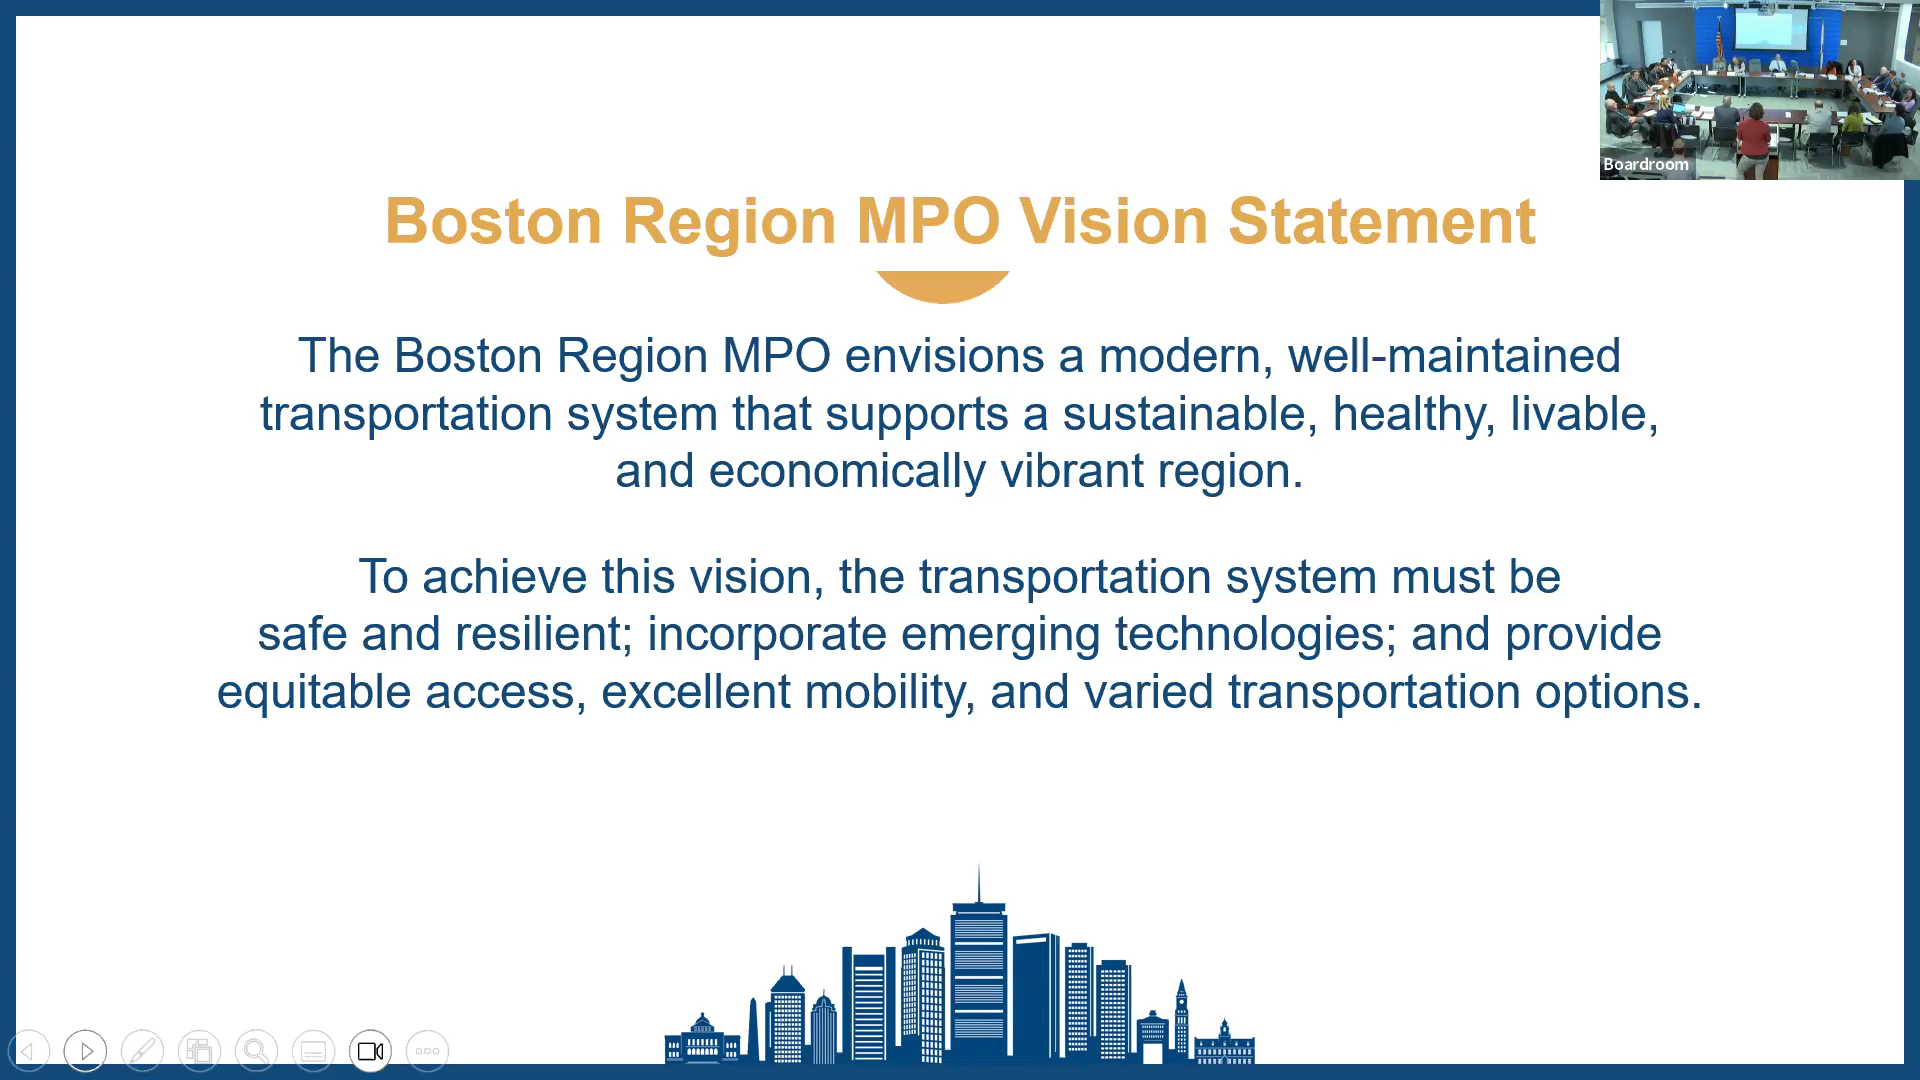 Boardroom
Boston Region MPO Vision Statement
The Boston Region MPO envisions a modern, well-maintained
transportation system that supports a sustainable, healthy, livable,
and economically vibrant region.
To achieve this vision, the transportation system must be
safe and resilient; incorporate emerging technologies; and provide
equitable access, excellent mobility, and varied transportation options.